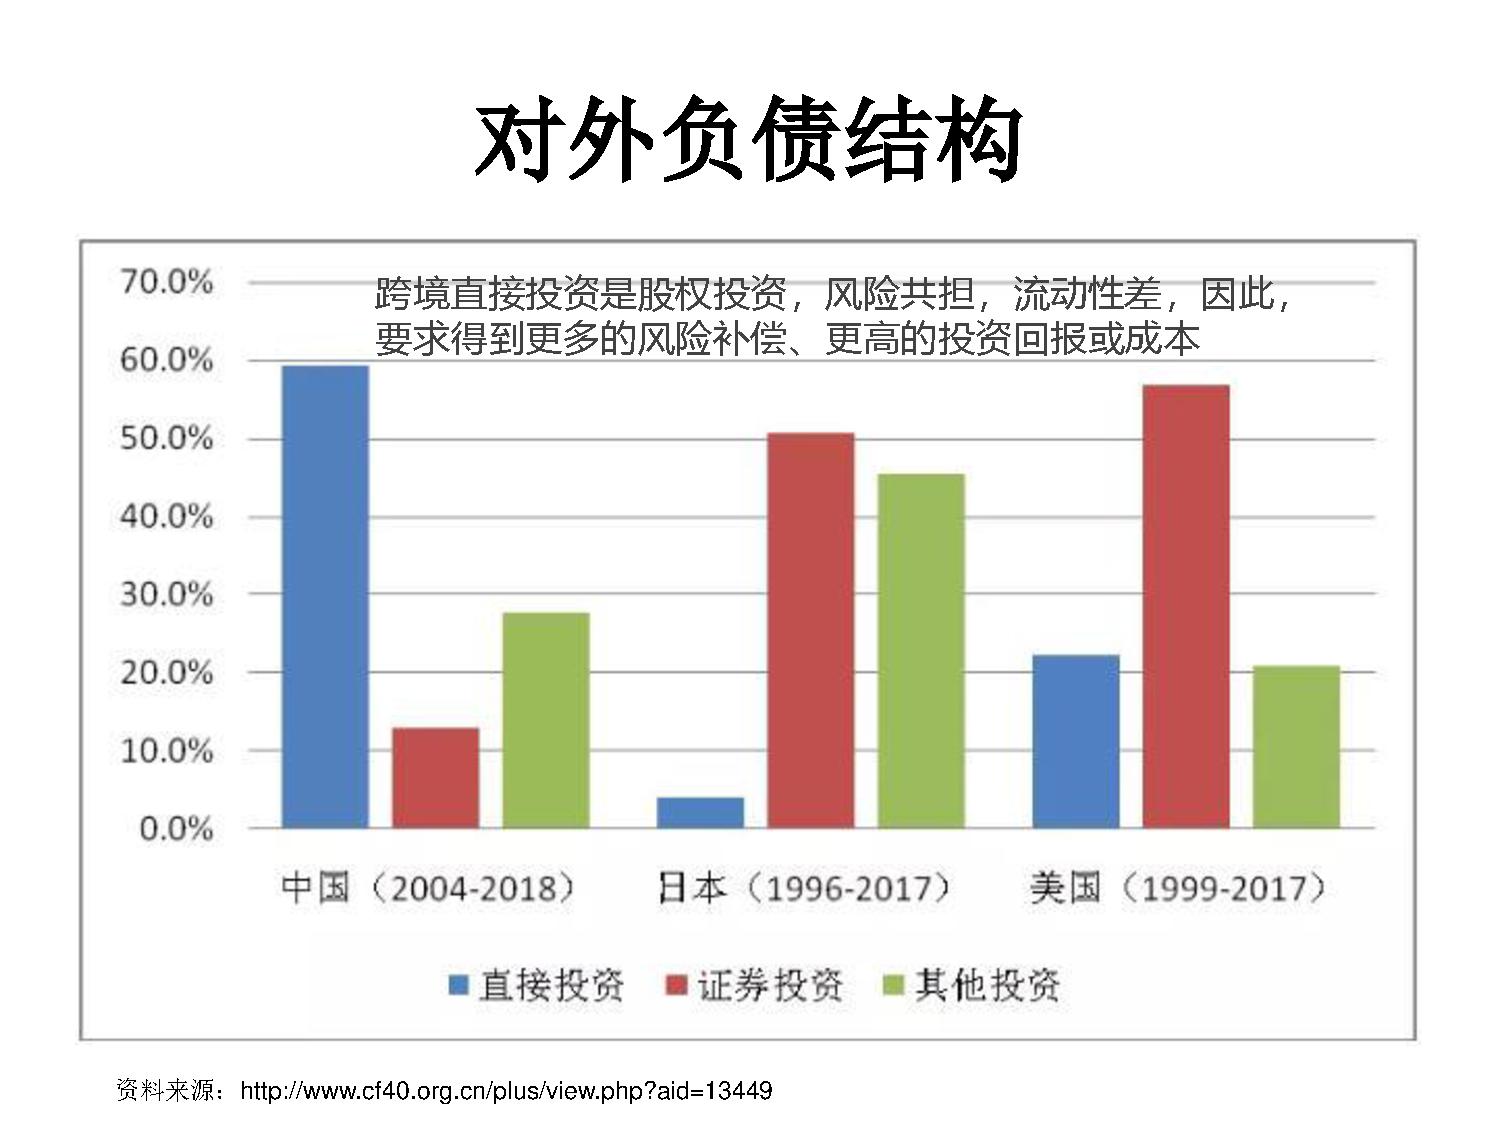 对外负债结构
跨境直接投资是股权投资，风险共担，流动性差，因此，
要求得到更多的风险补偿、更高的投资回报或成本
70.0%
60.0%
50.0%
40.0%
30.0%
20.0%
10.0%
0.0%
中国（2004-2018） 日本（1996-2017） 美国（1999-2017）
直接投资 证券投资 其他投资
资料来源：http://www.cf40.org.cn/plus/view.php?aid=13449